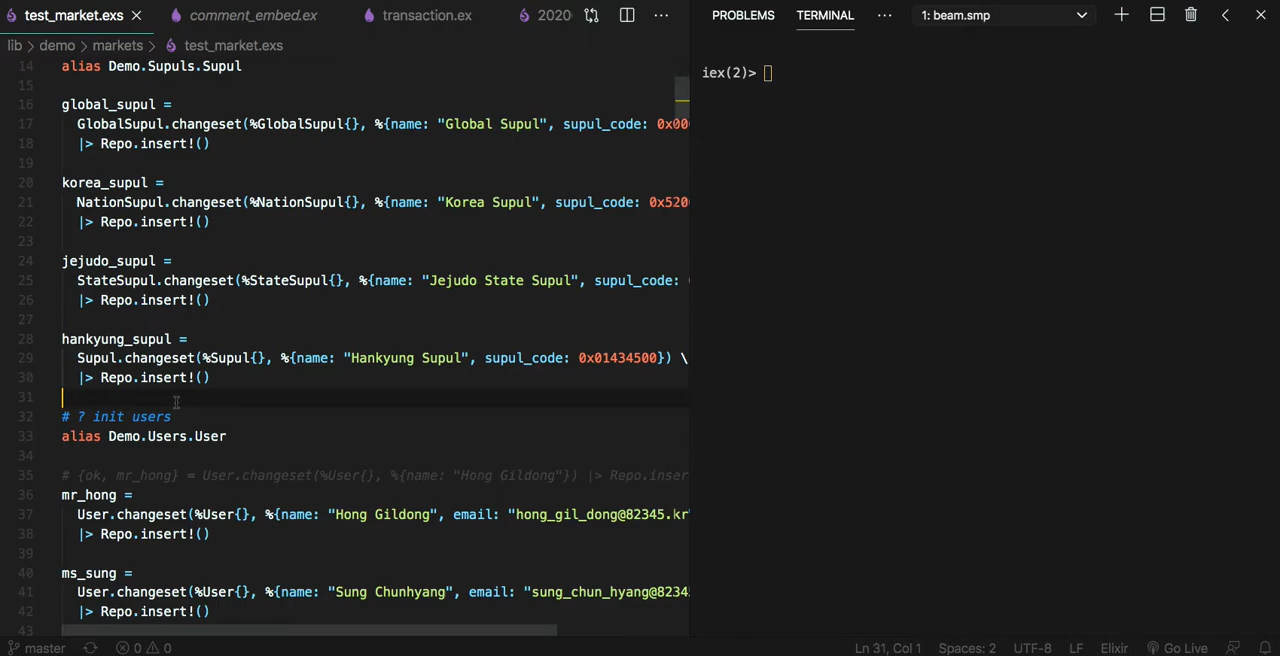 test_market.exs
comment_embed.ex
transaction.ex
2020
PROBLEMS
TERMINAL
1: beam.smp
lib > demo > markets > test_market.exs
14 alias Demo.Supuls.Supul
15
16 global_supul =
17 GlobalSupul.changeset(%GlobalSupul{}, %{name: "Global Supul", supul_code: 0x00
18 |> Repo.insert!()
19
20 korea_supul =
21 NationSupul.changeset(%NationSupul{}, %{name: "Korea Supul", supul_code: 0x520
22 |> Repo.insert!()
23
24 jejudo_supul =
25 StateSupul.changeset(%StateSupul{}, %{name: "Jejudo State Supul", supul_code:
26 |> Repo.insert!()
27
28 hankyung_supul =
29 Supul.changeset(%Supul{}, %{name: "Hankyung Supul", supul_code: 0x01434500}) \
30 |> Repo.insert!()
31
32 # ? init users
33 alias Demo.Users.User
34
35 # {ok, mr_hong} = User.changeset(%User{}, %{name: "Hong Gildong"}) |> Repo.inser
36 mr_hong =
37 User.changeset(%User{}, %{name: "Hong Gildong", email: "hong_gil_dong@82345.kr"
38 |> Repo.insert!()
39
40 ms_sung =
41 User.changeset(%User{}, %{name: "Sung Chunhyang", email: "sung_chun_hyang@8234
42 |> Repo.insert!()
43
iex(2)>
master
0
0
Ln 31, Col 1
Spaces: 2
UTF-8
LF
Elixir
Go Live